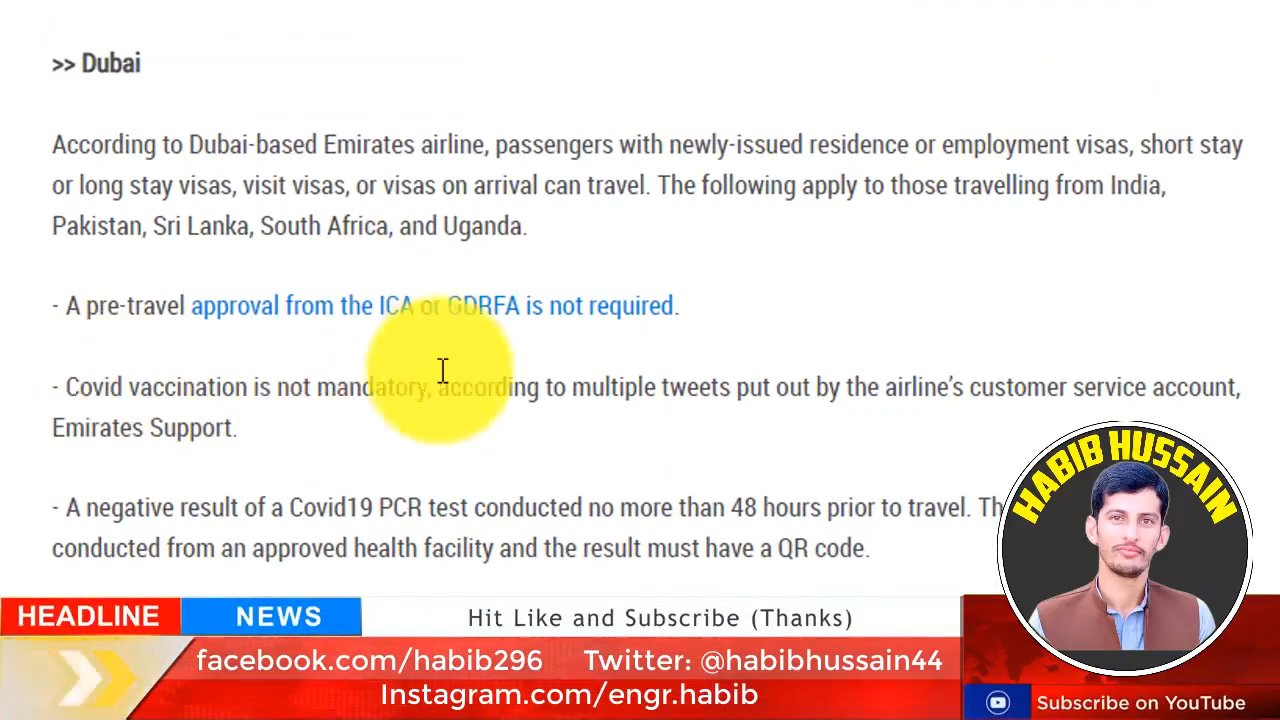 >> Dubai
According to Dubai-based Emirates airline, passengers with newly-issued residence or employment visas, short stay
or long stay visas, visit visas, or visas on arrival can travel. The following apply to those travelling from India,
Pakistan, Sri Lanka, South Africa, and Uganda.
- A pre-travel approval from the ICA or GDRFA is not required.
- Covid vaccination is not mandatory, according to multiple tweets put out by the airline’s customer service account,
Emirates Support.
- A negative result of a Covid19 PCR test conducted no more than 48 hours prior to travel.
conducted from an approved health facility and the result must have a QR code.
HABIB HUSSAIN
HEADLINE NEWS Hit Like and Subscribe (Thanks)
facebook.com/habib296 Twitter: @habibhussain44
Instagram.com/engr.habib
Subscribe on YouTube